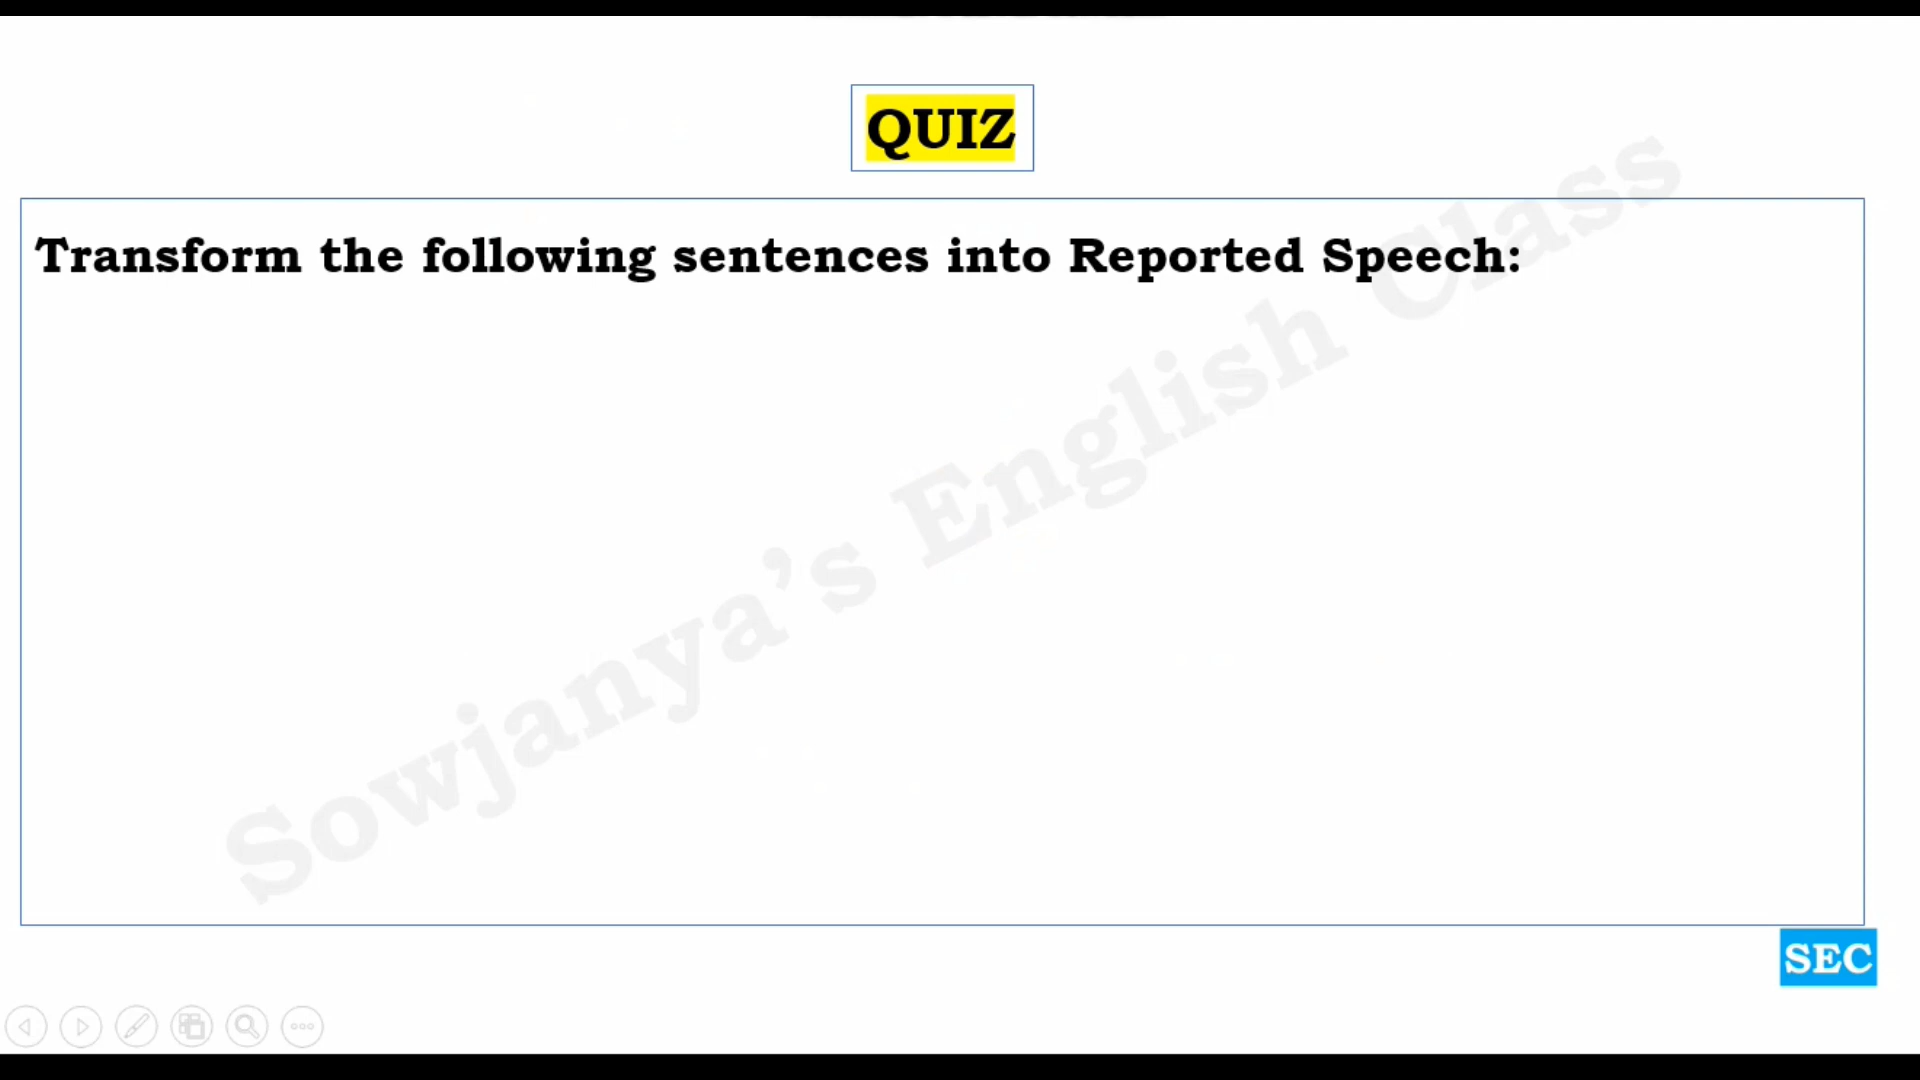 QUIZ
Transform the following sentences into Reported Speech:
Sowjanya’s English Class
SEC